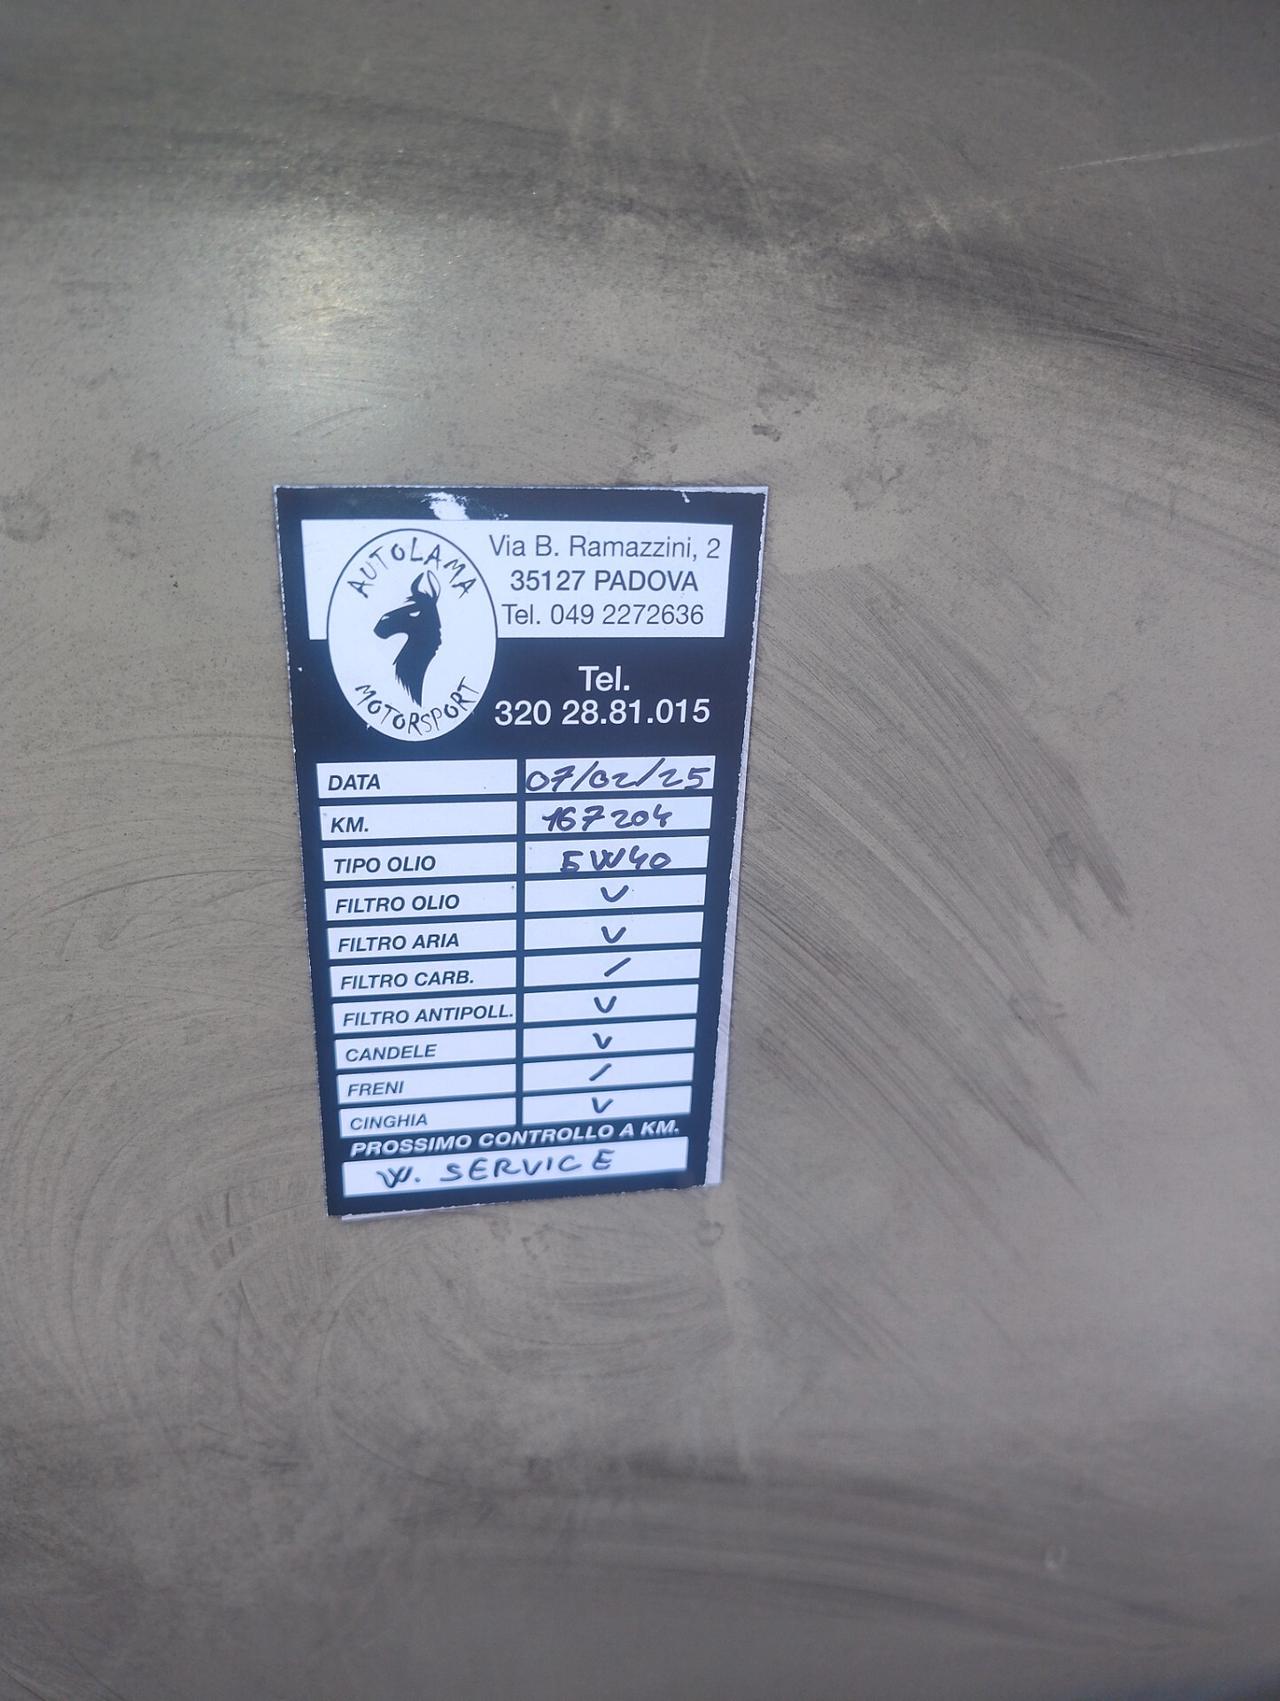 AUTOLAMA
MOTORSPORT
Via B. Ramazzini, 2
35127 PADOVA
Tel. 049 2272636
Tel.
320 28.81.015
DATA 07/02/25
KM. 167204
TIPO OLIO 5W40
FILTRO OLIO V
FILTRO ARIA V
FILTRO CARB. /
FILTRO ANTIPOLL. V
CANDELE V
FRENI /
CINGHIA V
PROSSIMO CONTROLLO A KM.
W. SERVICE